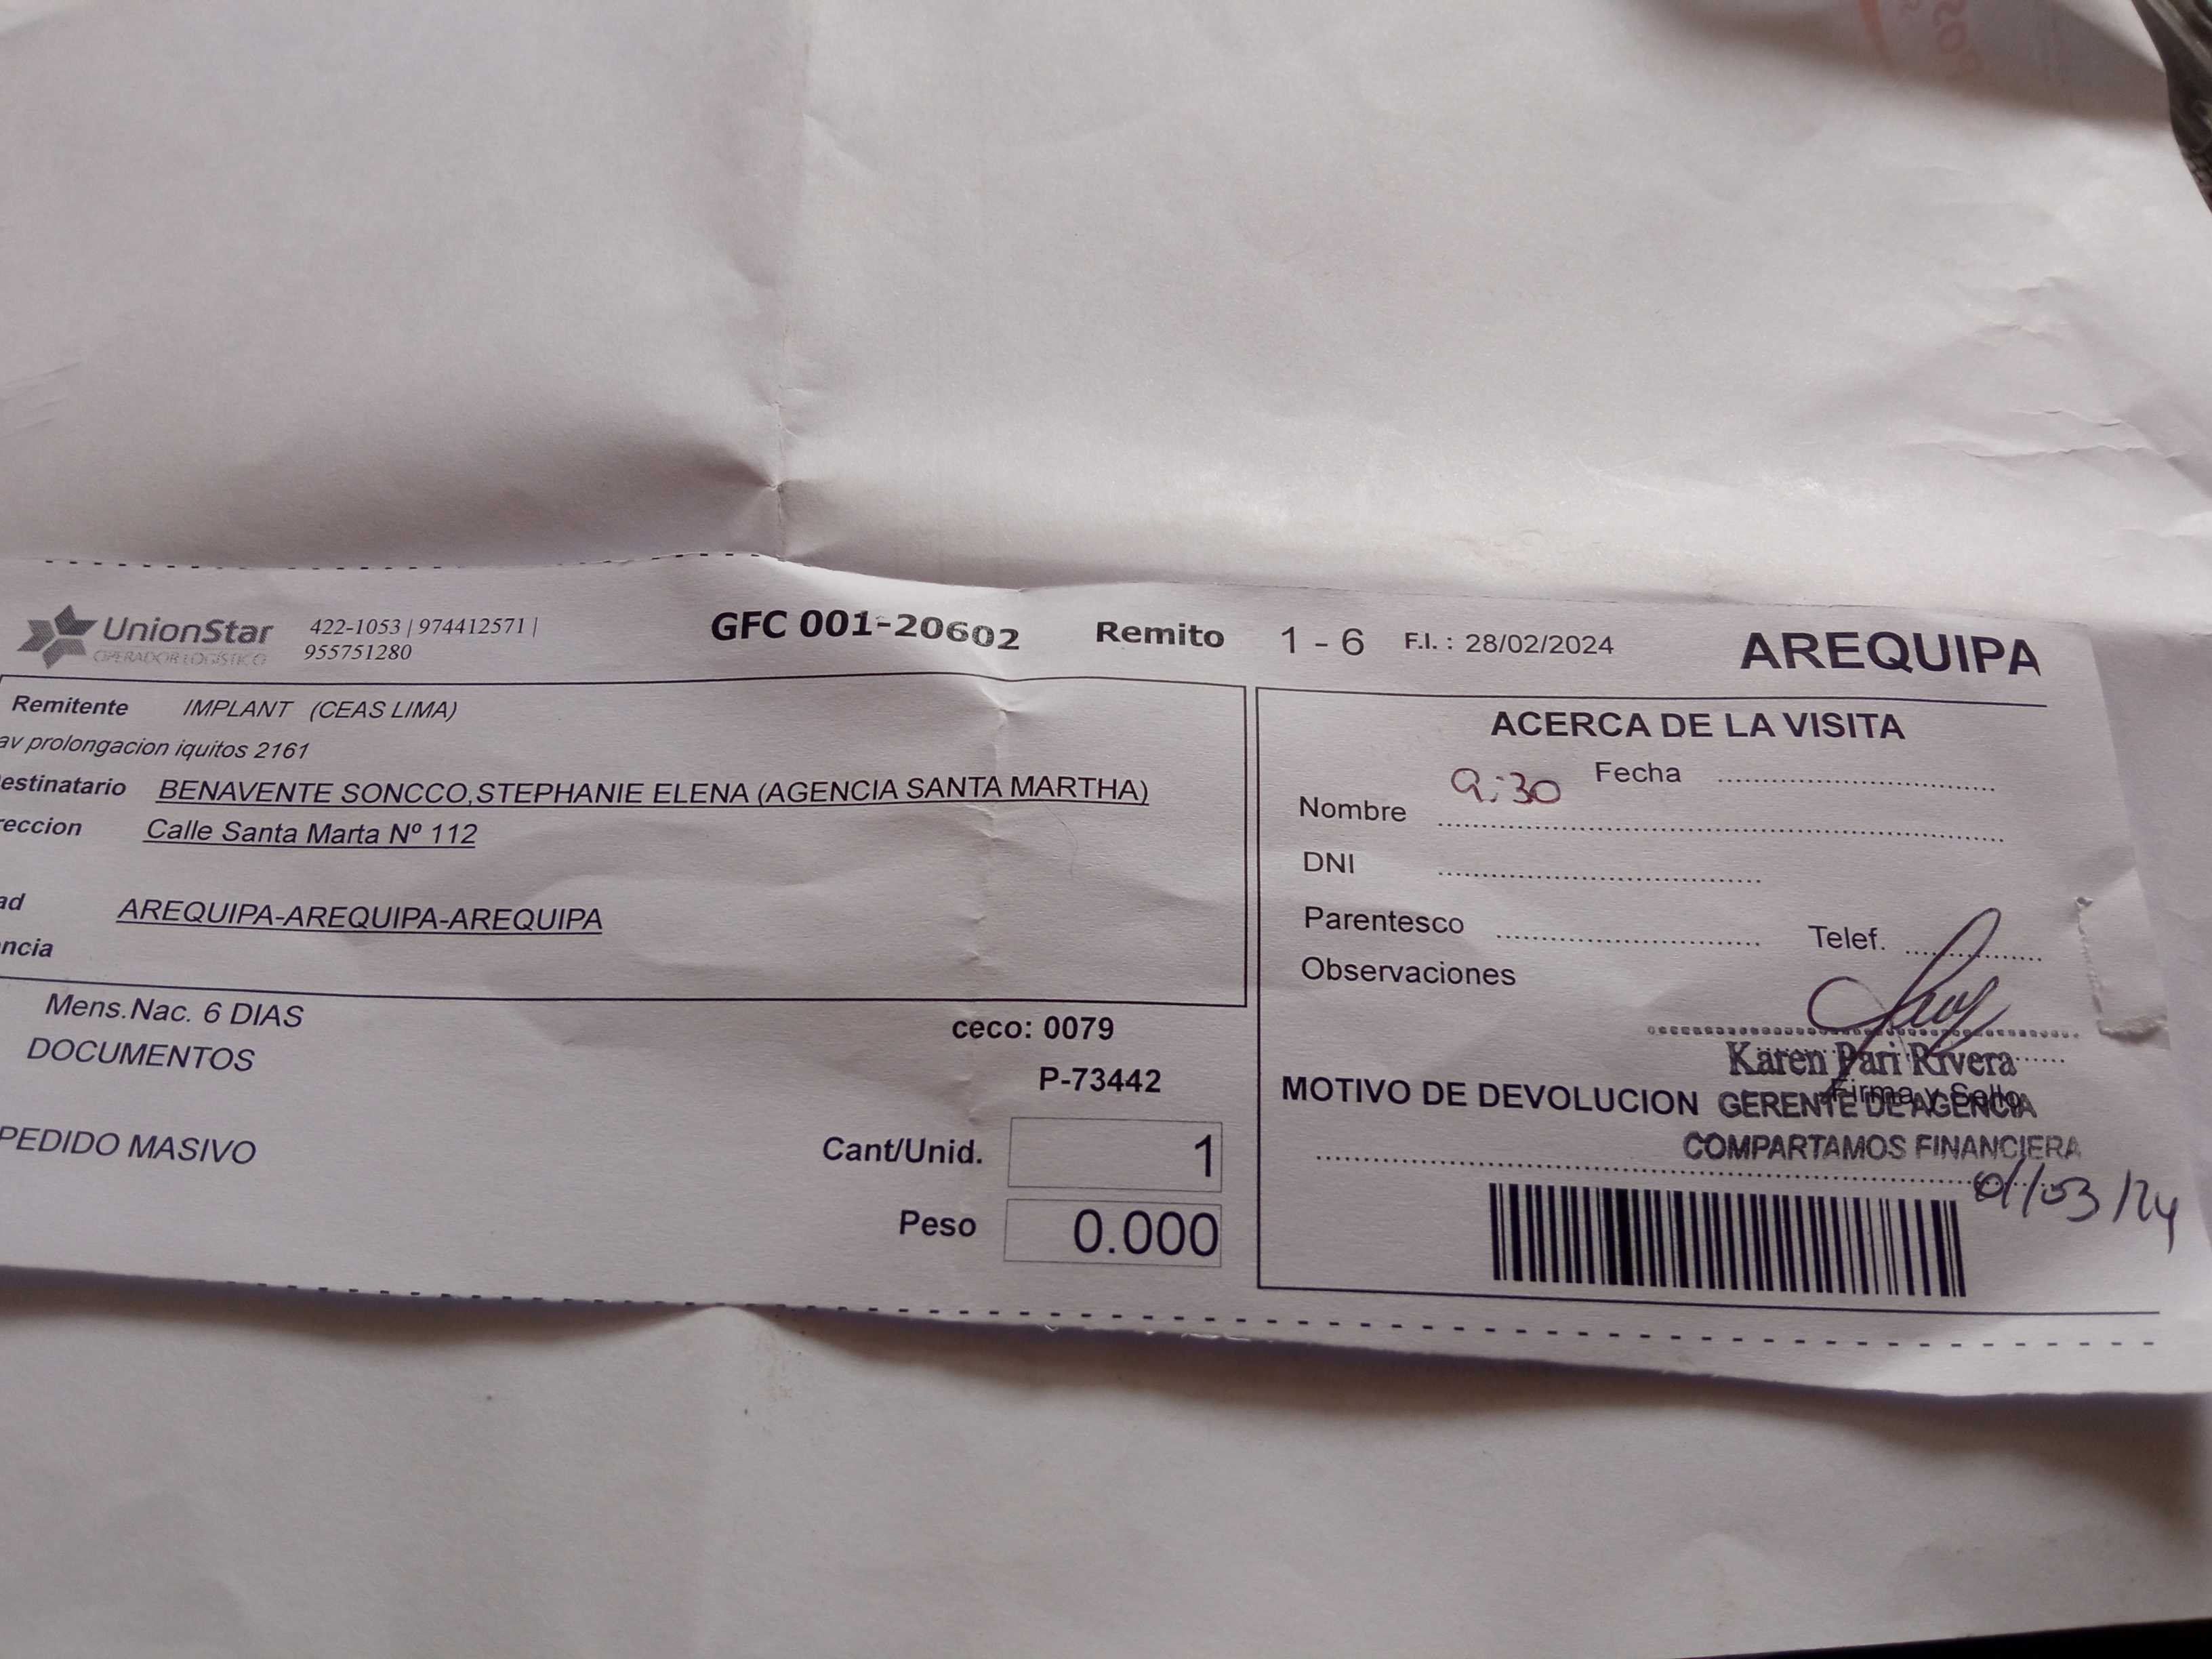 UnionStar
OPERADOR LOGÍSTICO
422-1053 | 974412571 |
955751280
GFC 001-20602
Remito 1 - 6
F.I. : 28/02/2024
AREQUIPA
Remitente IMPLANT (CEAS LIMA)
av prolongacion iquitos 2161
estinatario BENAVENTE SONCCO,STEPHANIE ELENA (AGENCIA SANTA MARTHA)
reccion Calle Santa Marta Nº 112
ad AREQUIPA-AREQUIPA-AREQUIPA
ncia
Mens.Nac. 6 DIAS
DOCUMENTOS
PEDIDO MASIVO
ceco: 0079
P-73442
Cant/Unid. 1
Peso 0.000
ACERCA DE LA VISITA
9:30 Fecha
Nombre
DNI
Parentesco Telef.
Observaciones
Karen Pari Rivera
Firma y Sello
MOTIVO DE DEVOLUCION GERENTE DE AGENCIA
COMPARTAMOS FINANCIERA
01/03/24